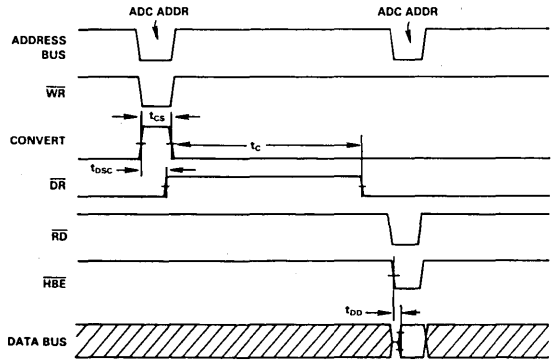 ADC ADDR
ADC ADDR
ADDRESS
BUS
WR
tCS
CONVERT
tC
tDSC
DR
RD
HBE
tDD
DATA BUS